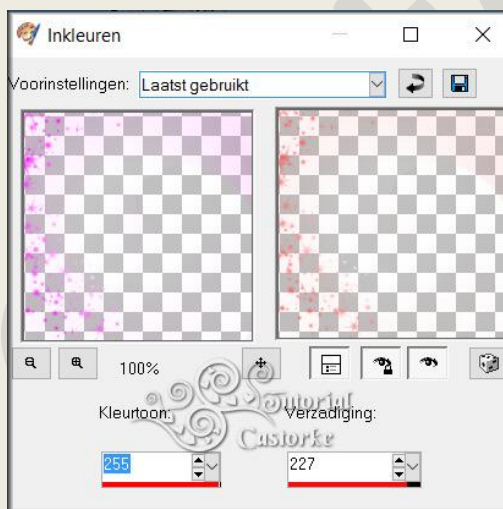 Inkleuren
Voorinstellingen: Laatst gebruikt
100%
Kleurtoon: Verzadiging:
Tutorial
Castorke
255 227